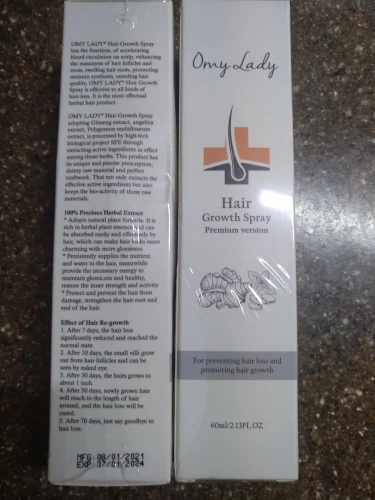 OMY LADY® Hair Growth Spray
has the functions, of accelerating
blood circulation on scalp, enhancing
the massiness of hair follicles and
roots, swelling hair room, promoting
melanin synthesis, mending hair
quality, OMY LADY® Hair Growth
Spray is effective to all kinds of
hair-loss. It is the most effectual
herbal hair product
OMY LADY® Hair Growth Spray
adopting Ginseng extract, angelica
extract, Polygonum multiflourum
extract, is processed by high-tech
biological project SFE through
extracting active ingredients in effect
among those herbs. This product has
its unique and precise prescription,
dainty raw material and perfect
craftwork. That not only extracts the
effective active ingredients but also
keeps the bio-activity of those raw
materials.
100% Precious Herbal Extract
* Adopts natural plant formula. It is
rich in herbal plant essence and can
be absorbed easily and effectively by
hair, which can make hair looks more
charming with more glossiness.
* Persistently supplies the nutrient
and water to the hair, meanwhile
provide the necessary energy to
maintain glossiness and healthy,
restore the inner strength and activity.
* Protect and prevent the hair from
damage, strengthen the hair root and
end of the hair.
Effect of Hair Re-growth
1. After 7 days, the hair loss
significantly reduced and reached the
normal state
2. After 10 days, the small villi grow
out from hair follicles and can be
seen by naked eye.
3. After 30 days, the hairs grows to
about 1 inch.
4. After 50 days, newly grown hair
will reach to the length of hair
around, and the hair loss will be
cured.
5. After 70 days, just say goodbye to
hair loss.
MFG 08/01/2021
EXP 07/01/2024
Omy Lady
Hair
Growth Spray
Premium version
For preventing hair loss and
promoting hair growth
60ml/2.13FL.OZ